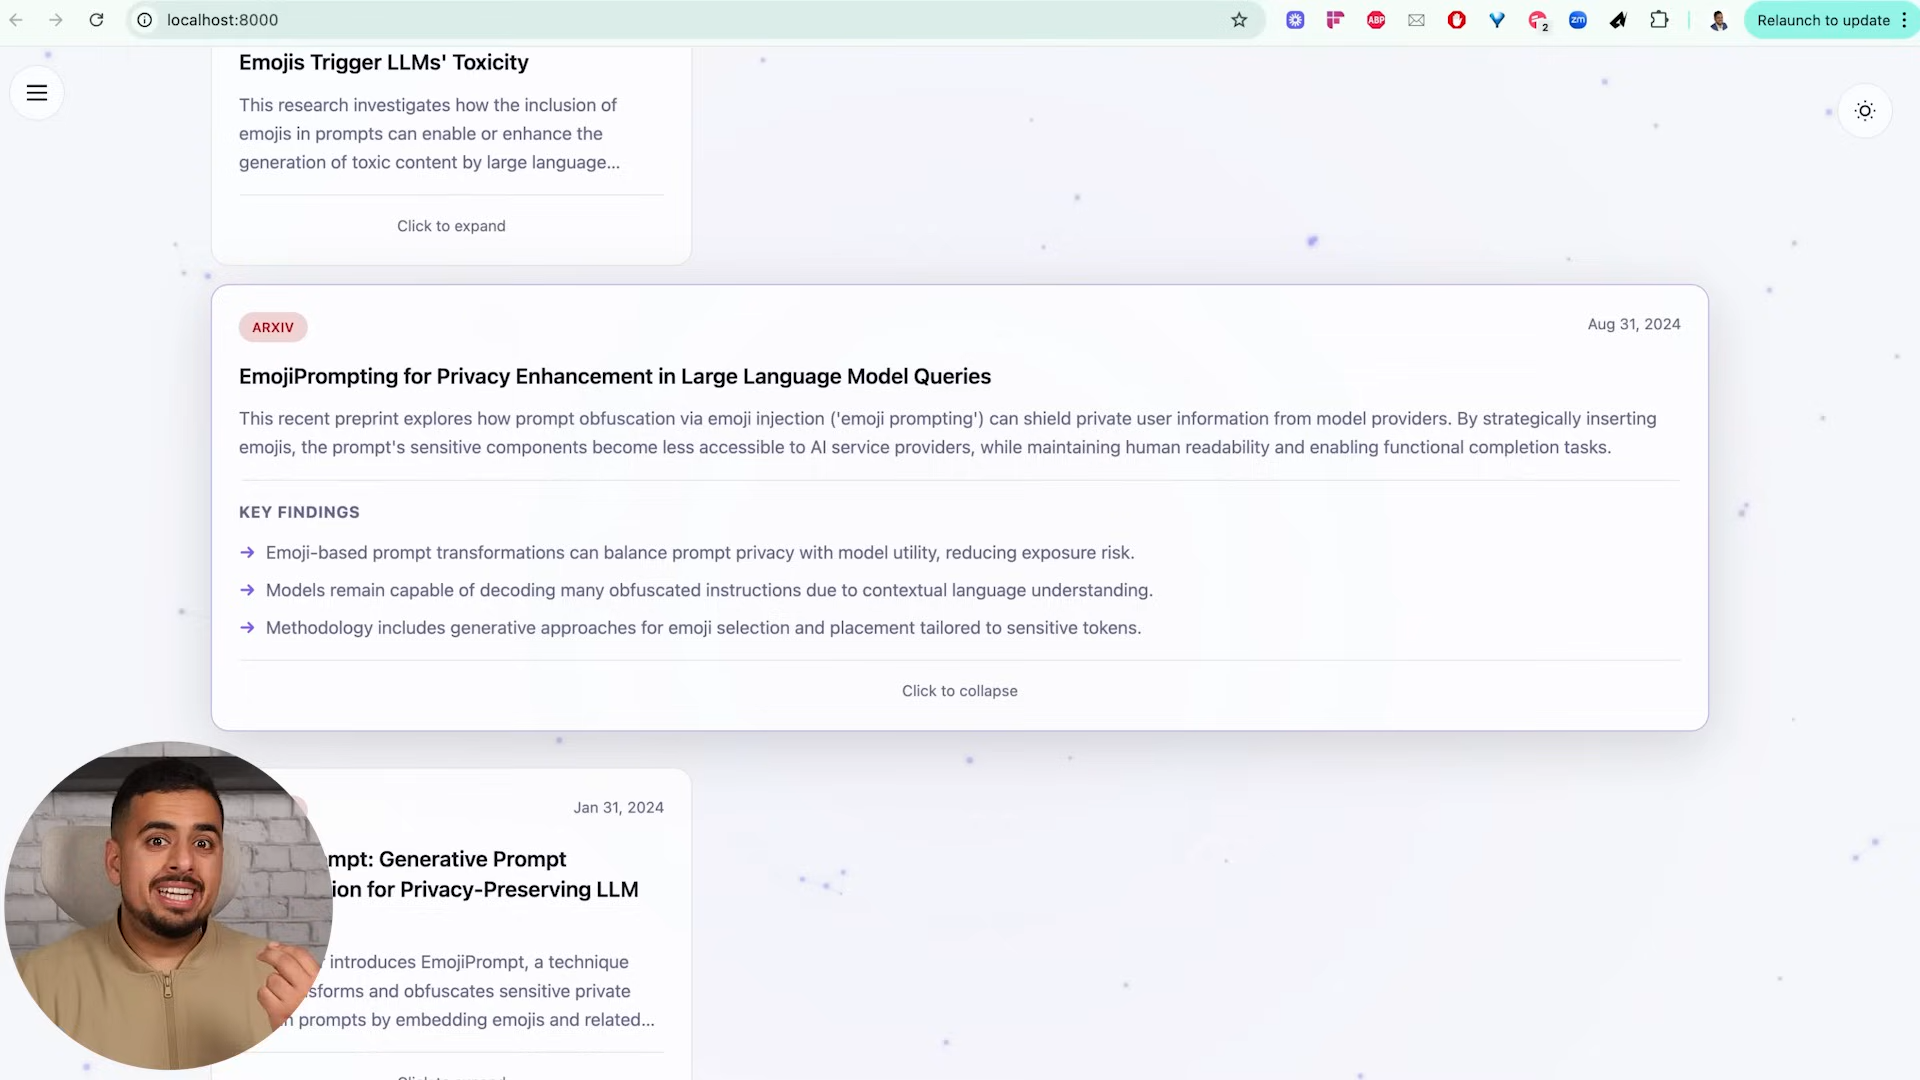 localhost:8000
ABP
2
zm
Relaunch to update
Emojis Trigger LLMs' Toxicity
This research investigates how the inclusion of
emojis in prompts can enable or enhance the
generation of toxic content by large language...
Click to expand
ARXIV
Aug 31, 2024
EmojiPrompting for Privacy Enhancement in Large Language Model Queries
This recent preprint explores how prompt obfuscation via emoji injection ('emoji prompting') can shield private user information from model providers. By strategically inserting
emojis, the prompt's sensitive components become less accessible to AI service providers, while maintaining human readability and enabling functional completion tasks.
KEY FINDINGS
→ Emoji-based prompt transformations can balance prompt privacy with model utility, reducing exposure risk.
→ Models remain capable of decoding many obfuscated instructions due to contextual language understanding.
→ Methodology includes generative approaches for emoji selection and placement tailored to sensitive tokens.
Click to collapse
Jan 31, 2024
mpt: Generative Prompt
ion for Privacy-Preserving LLM
introduces EmojiPrompt, a technique
sforms and obfuscates sensitive private
prompts by embedding emojis and related...